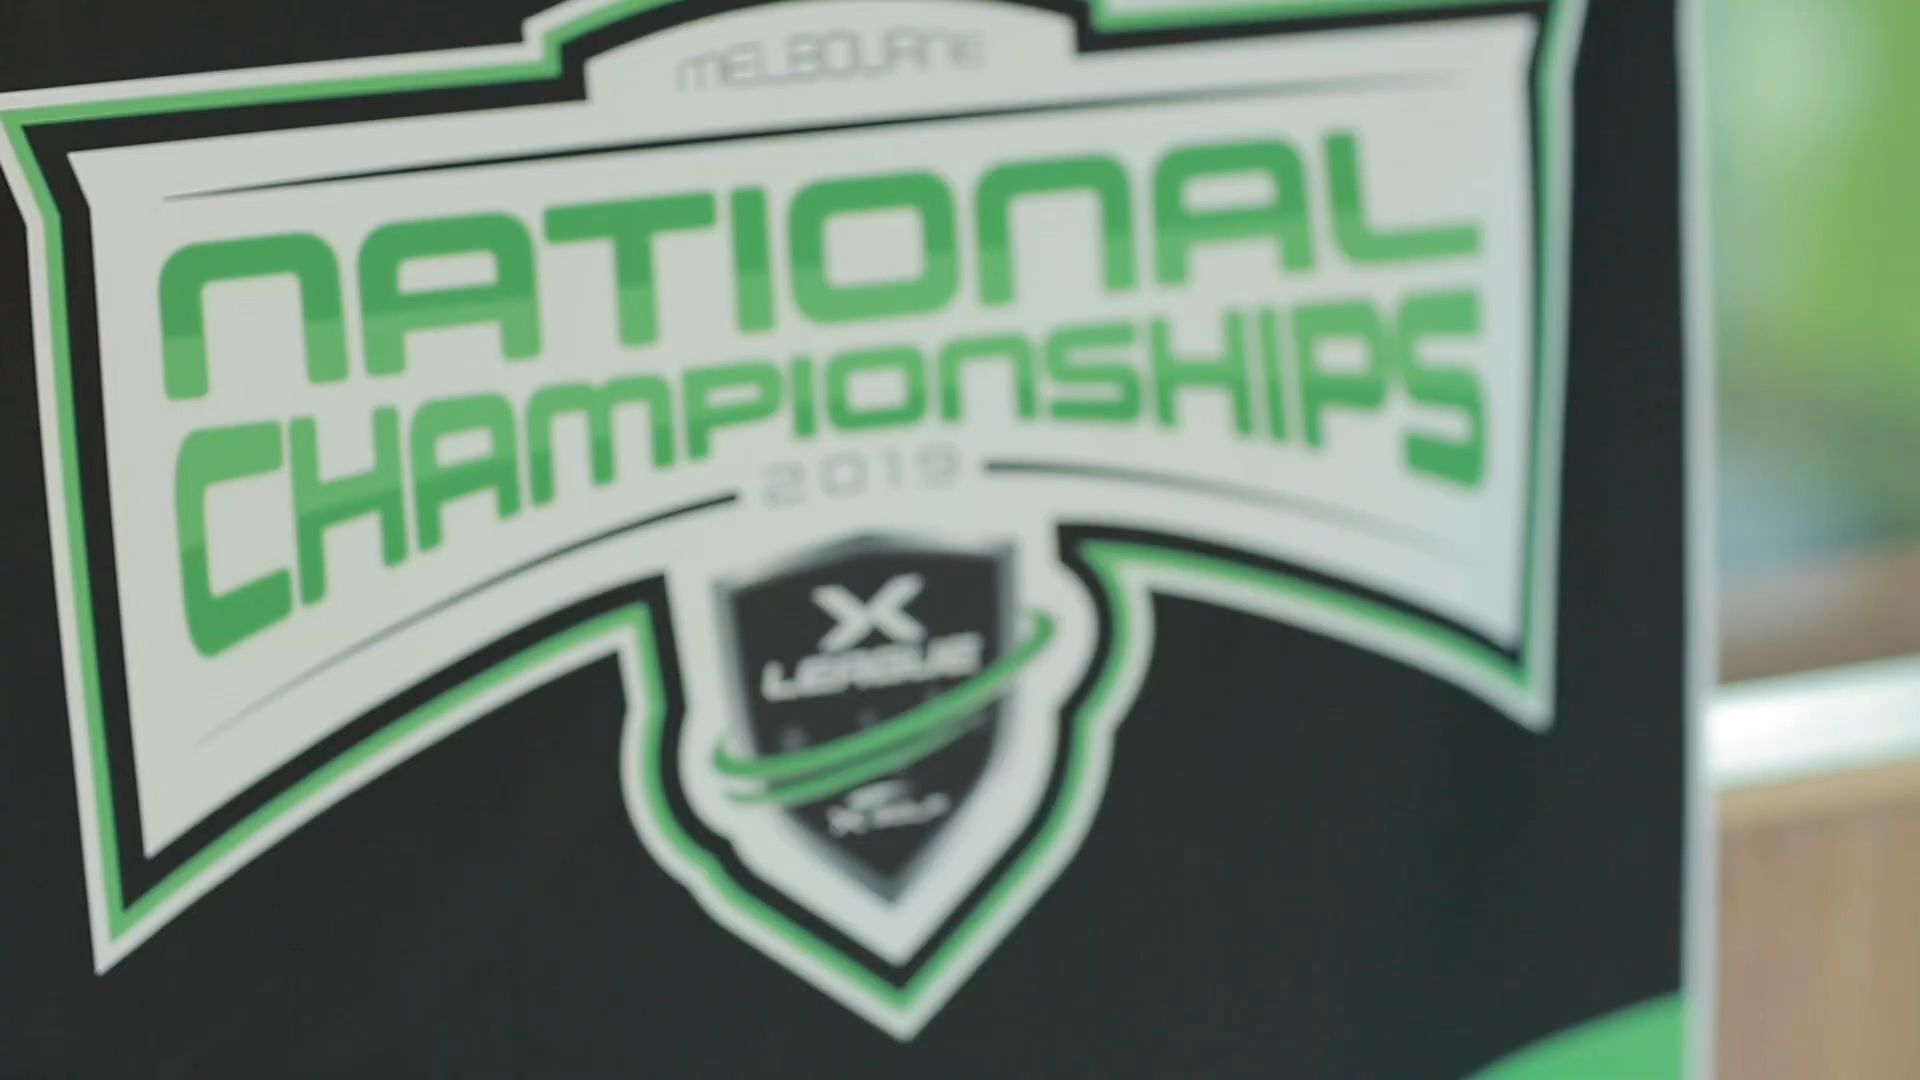 MELBOURNE
NATIONAL
CHAMPIONSHIPS
2019
X
LEAGUE